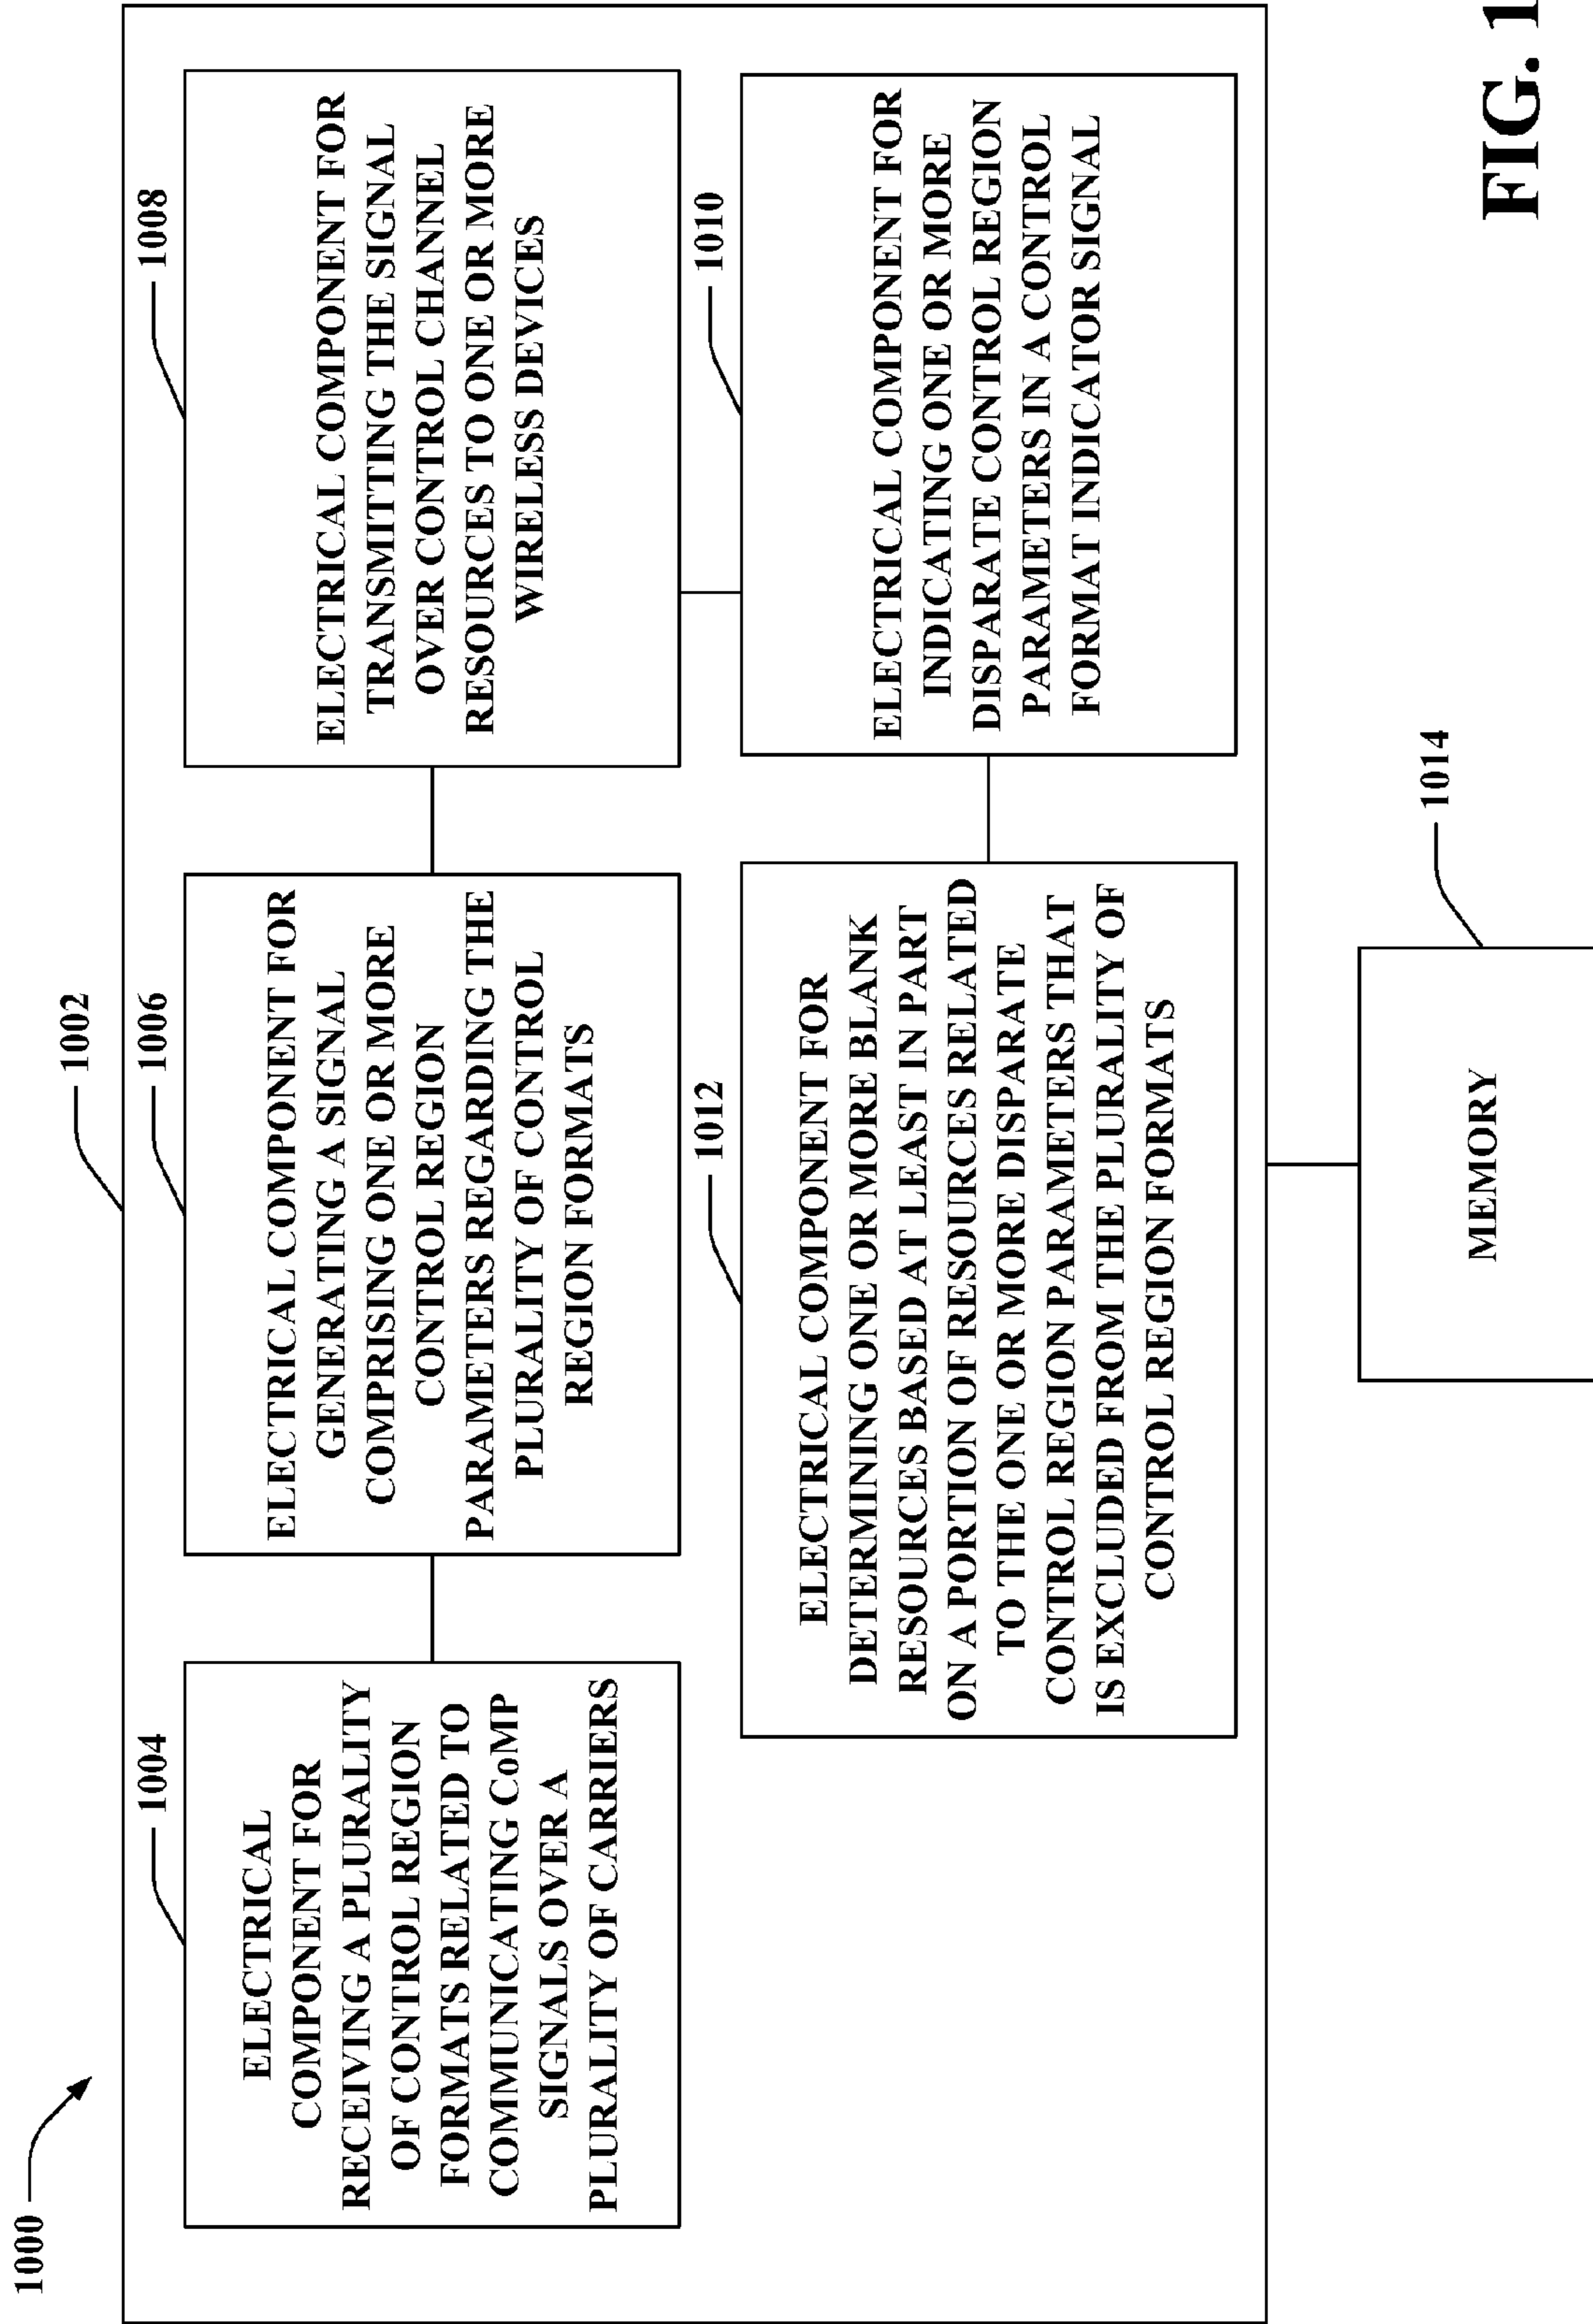 1000
1002
1004
ELECTRICAL
COMPONENT FOR
RECEIVING A PLURALITY
OF CONTROL REGION
FORMATS RELATED TO
COMMUNICATING CoMP
SIGNALS OVER A
PLURALITY OF CARRIERS
1006
ELECTRICAL COMPONENT FOR
GENERATING A SIGNAL
COMPRISING ONE OR MORE
CONTROL REGION
PARAMETERS REGARDING THE
PLURALITY OF CONTROL
REGION FORMATS
1008
ELECTRICAL COMPONENT FOR
TRANSMITTING THE SIGNAL
OVER CONTROL CHANNEL
RESOURCES TO ONE OR MORE
WIRELESS DEVICES
1012
ELECTRICAL COMPONENT FOR
DETERMINING ONE OR MORE BLANK
RESOURCES BASED AT LEAST IN PART
ON A PORTION OF RESOURCES RELATED
TO THE ONE OR MORE DISPARATE
CONTROL REGION PARAMETERS THAT
IS EXCLUDED FROM THE PLURALITY OF
CONTROL REGION FORMATS
1010
ELECTRICAL COMPONENT FOR
INDICATING ONE OR MORE
DISPARATE CONTROL REGION
PARAMETERS IN A CONTROL
FORMAT INDICATOR SIGNAL
1014
MEMORY
FIG. 1